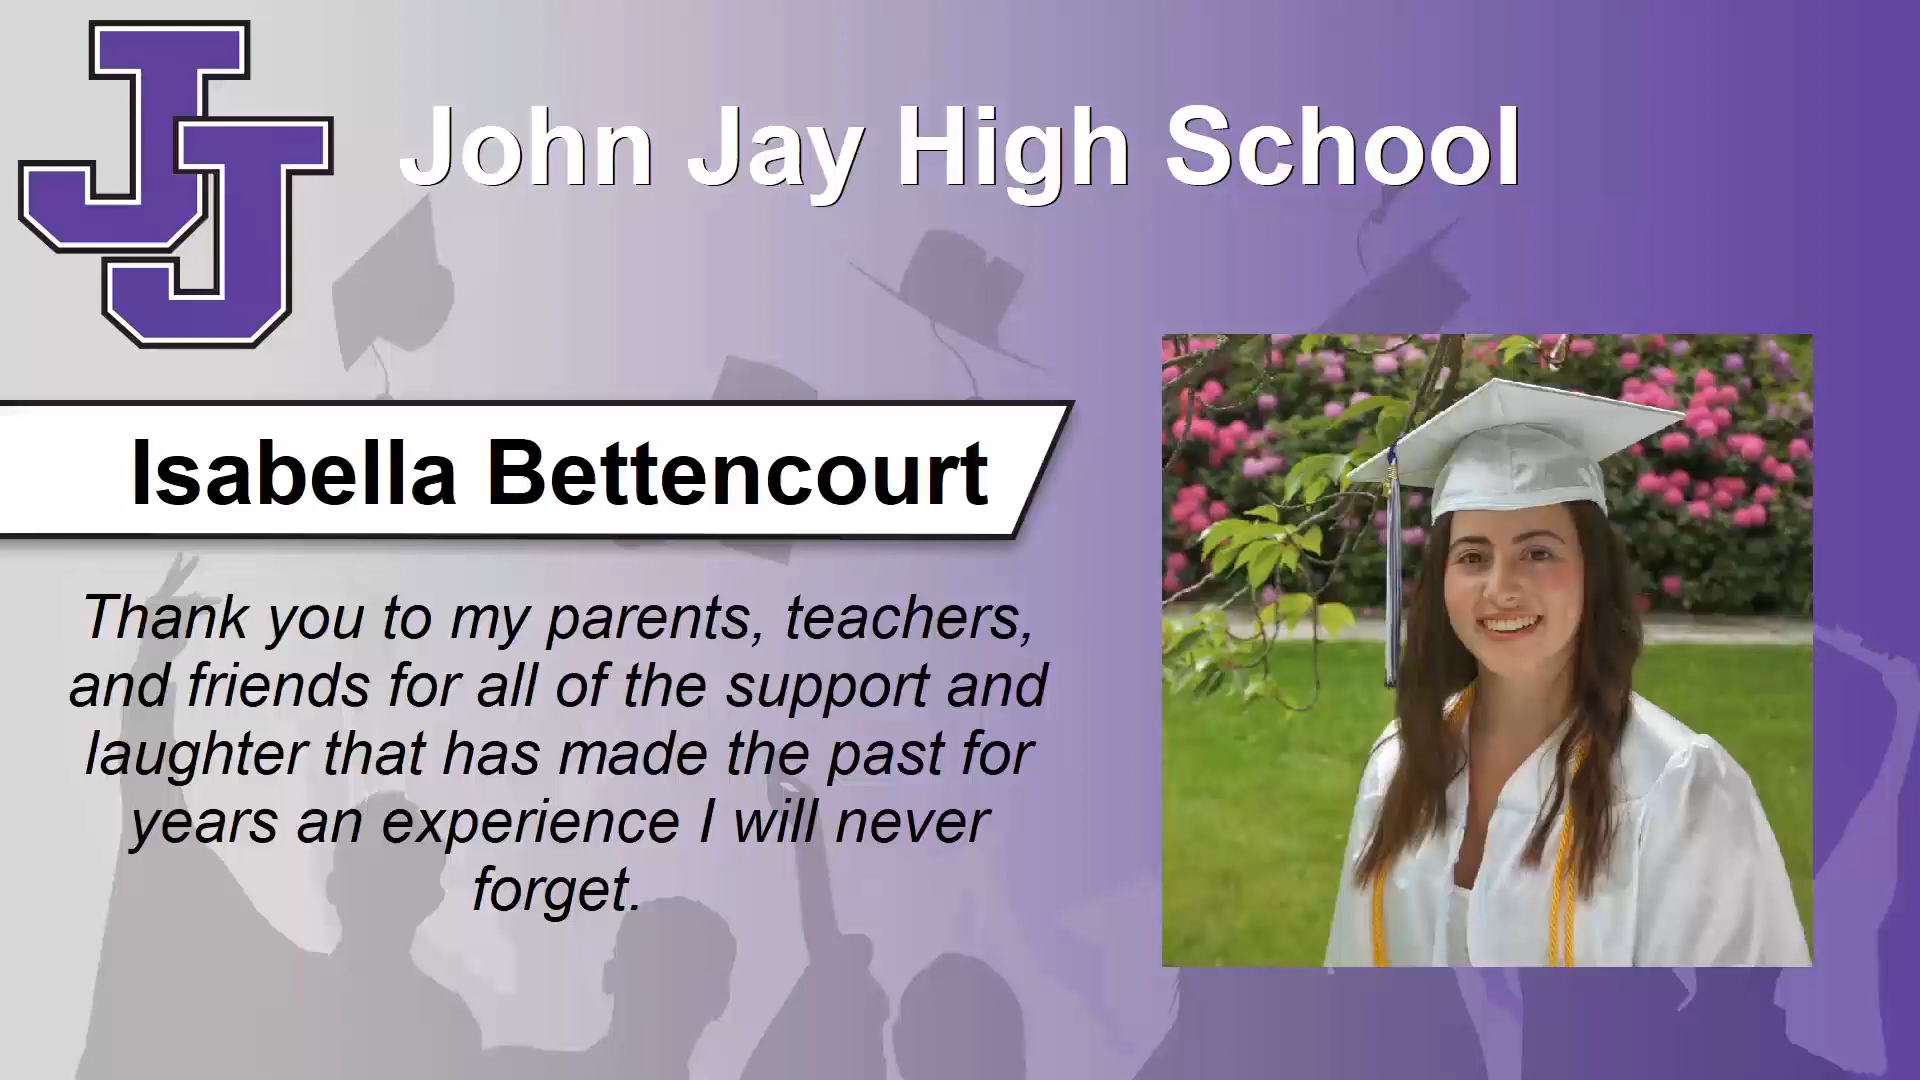 JJ
John Jay High School
Isabella Bettencourt
Thank you to my parents, teachers,
and friends for all of the support and
laughter that has made the past for
years an experience I will never
forget.